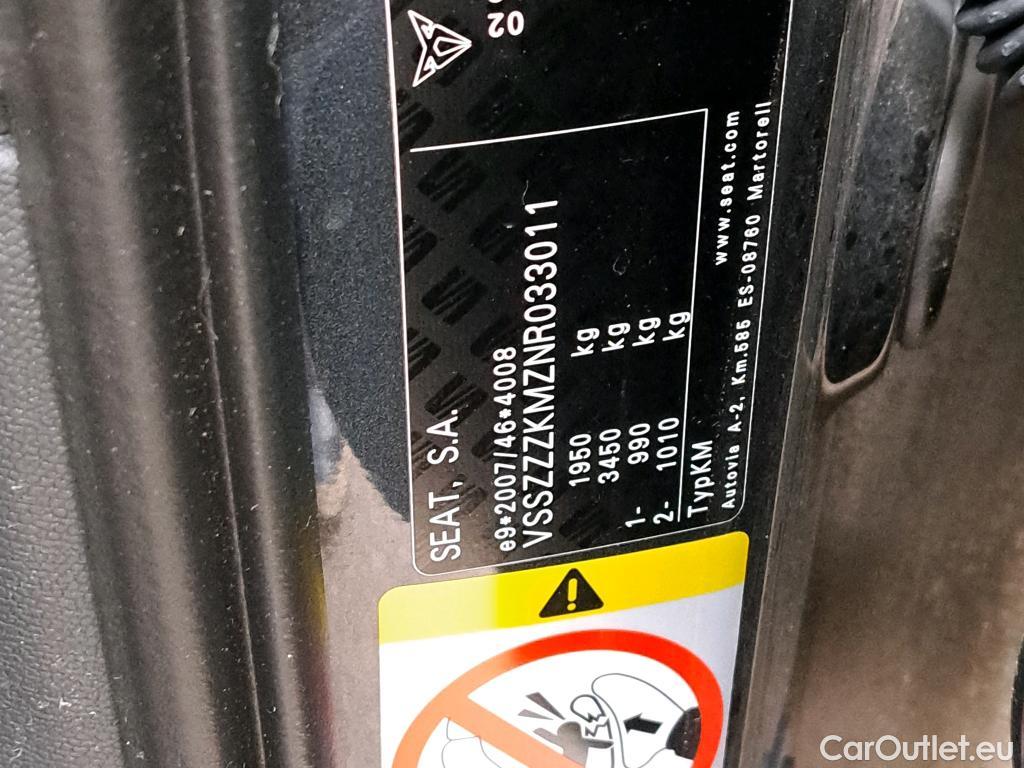 SEAT, S.A.
e9*2007/46*4008
VSSZZZKMZNR033011
1950 kg
3450 kg
1- 990 kg
2- 1010 kg
TypKM
www.seat.com
Autovia A-2, Km.585 ES-08760 Martorell
02
CarOutlet.eu